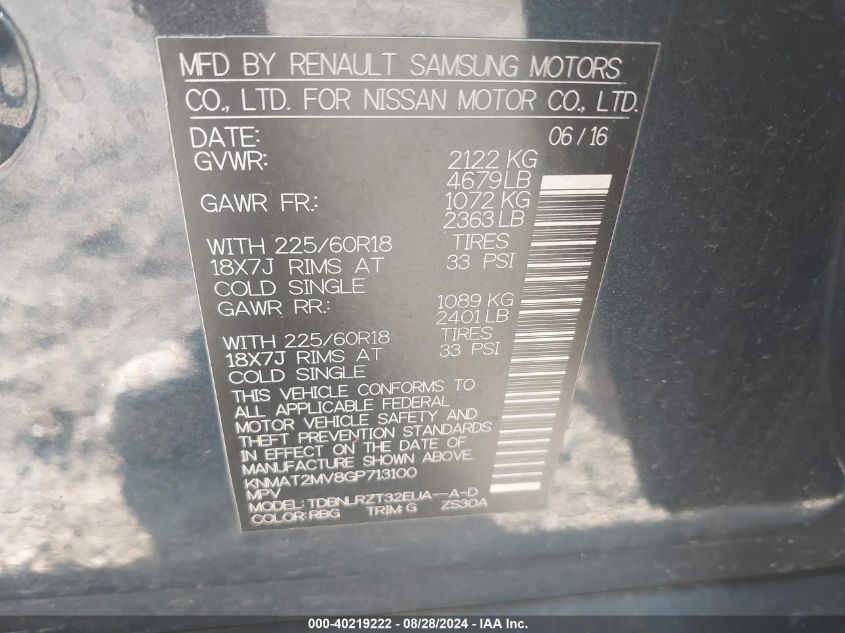 MFD BY RENAULT SAMSUNG MOTORS
CO., LTD. FOR NISSAN MOTOR CO., LTD.
DATE: 06 / 16
GVWR: 2122 KG
4679 LB
GAWR FR.: 1072 KG
2363 LB
WITH 225/60R18 TIRES
18X7J RIMS AT 33 PSI
COLD SINGLE
GAWR RR.: 1089 KG
2401 LB
WITH 225/60R18 TIRES
18X7J RIMS AT 33 PSI
COLD SINGLE
THIS VEHICLE CONFORMS TO
ALL APPLICABLE FEDERAL
MOTOR VEHICLE SAFETY AND
THEFT PREVENTION STANDARDS
IN EFFECT ON THE DATE OF
MANUFACTURE SHOWN ABOVE.
KNMAT2MV8GP713100
MPV
MODEL: TDBNLRZT32EUA--A-D
COLOR: RBG TRIM: G ZS30A
000-40219222 - 08/28/2024 - IAA Inc.